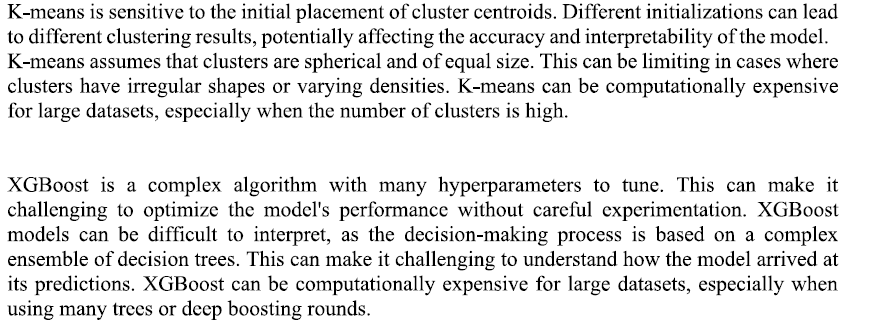 K-means is sensitive to the initial placement of cluster centroids. Different initializations can lead
to different clustering results, potentially affecting the accuracy and interpretability of the model.
K-means assumes that clusters are spherical and of equal size. This can be limiting in cases where
clusters have irregular shapes or varying densities. K-means can be computationally expensive
for large datasets, especially when the number of clusters is high.
XGBoost is a complex algorithm with many hyperparameters to tune. This can make it
challenging to optimize the model's performance without careful experimentation. XGBoost
models can be difficult to interpret, as the decision-making process is based on a complex
ensemble of decision trees. This can make it challenging to understand how the model arrived at
its predictions. XGBoost can be computationally expensive for large datasets, especially when
using many trees or deep boosting rounds.